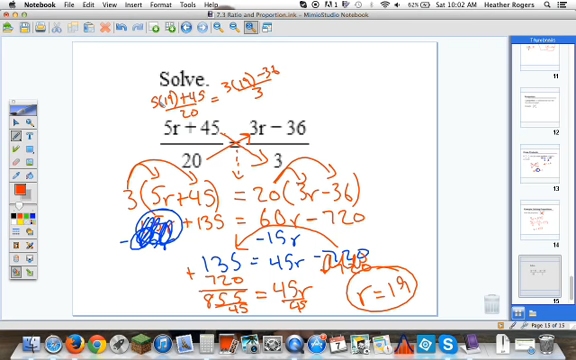 Notebook File Edit View Insert Format Tools Help 62% Sat 10:02 AM Heather Rogers
7.3 Ratio and Proportion.ink - MimioStudio Notebook
Solve.
5(19)+45 / 20 = 3(19)-36 / 3
5r + 45 / 20 = 3r − 36 / 3
3(5r+45) = 20(3r-36)
+135 = 60r - 720
-15r
135 = 45r - 720
+ 720
855 / 45 = 45r / 45
r = 19
11
12
13
14
15
Page 15 of 15